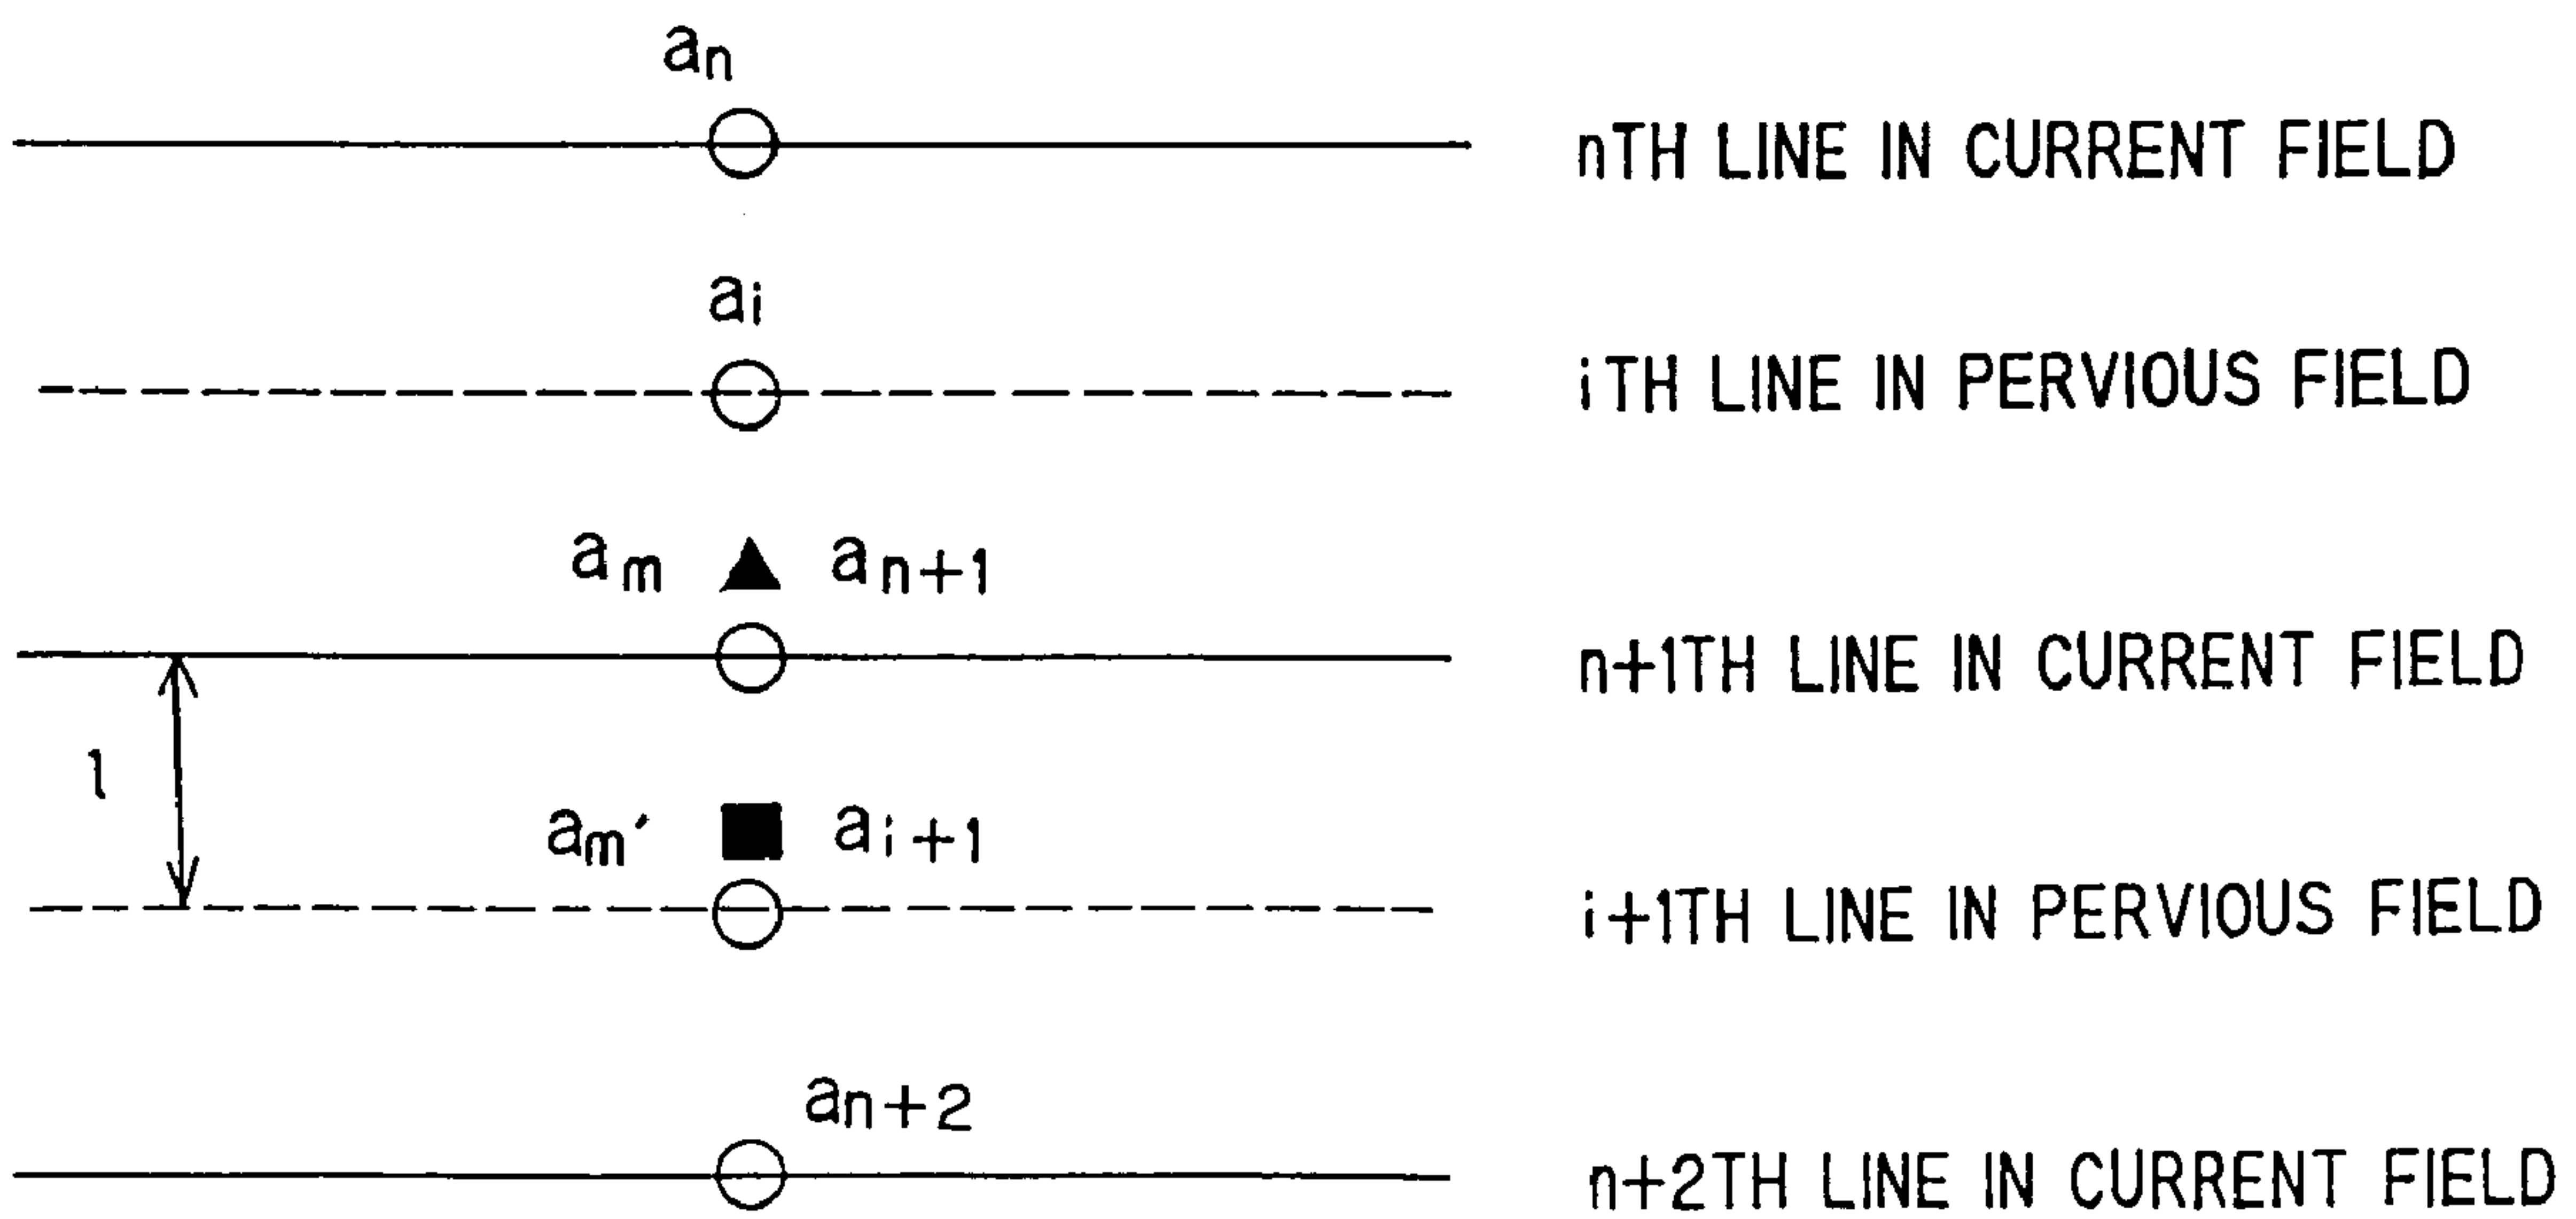 an
nTH LINE IN CURRENT FIELD
ai
iTH LINE IN PERVIOUS FIELD
am ▲ an+1
n+1TH LINE IN CURRENT FIELD
l
am′ ■ ai+1
i+1TH LINE IN PERVIOUS FIELD
an+2
n+2TH LINE IN CURRENT FIELD